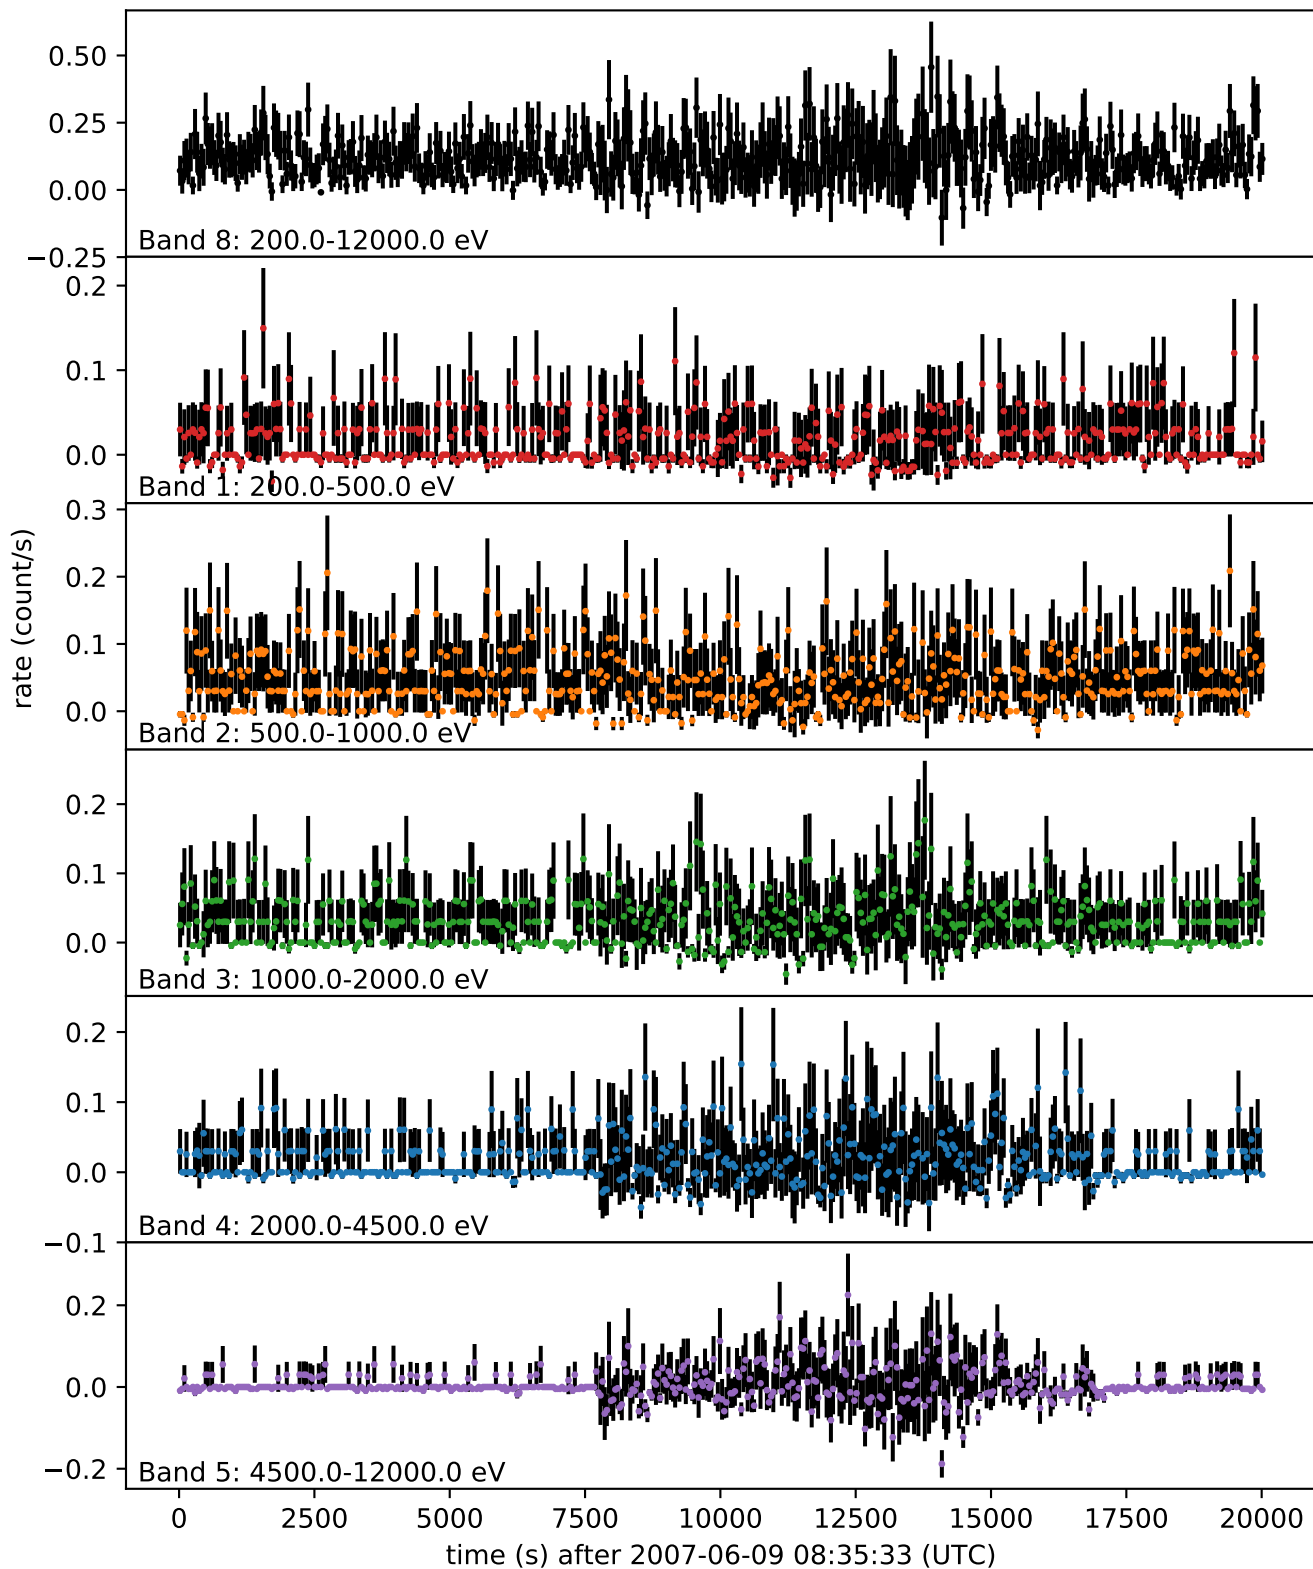 0.50
0.25
0.00
−0.25
Band 8: 200.0-12000.0 eV
0.2
0.1
0.0
Band 1: 200.0-500.0 eV
0.3
0.2
0.1
0.0
Band 2: 500.0-1000.0 eV
rate (count/s)
0.2
0.1
0.0
Band 3: 1000.0-2000.0 eV
0.2
0.1
0.0
−0.1
Band 4: 2000.0-4500.0 eV
0.2
0.0
−0.2
Band 5: 4500.0-12000.0 eV
0 2500 5000 7500 10000 12500 15000 17500 20000
time (s) after 2007-06-09 08:35:33 (UTC)